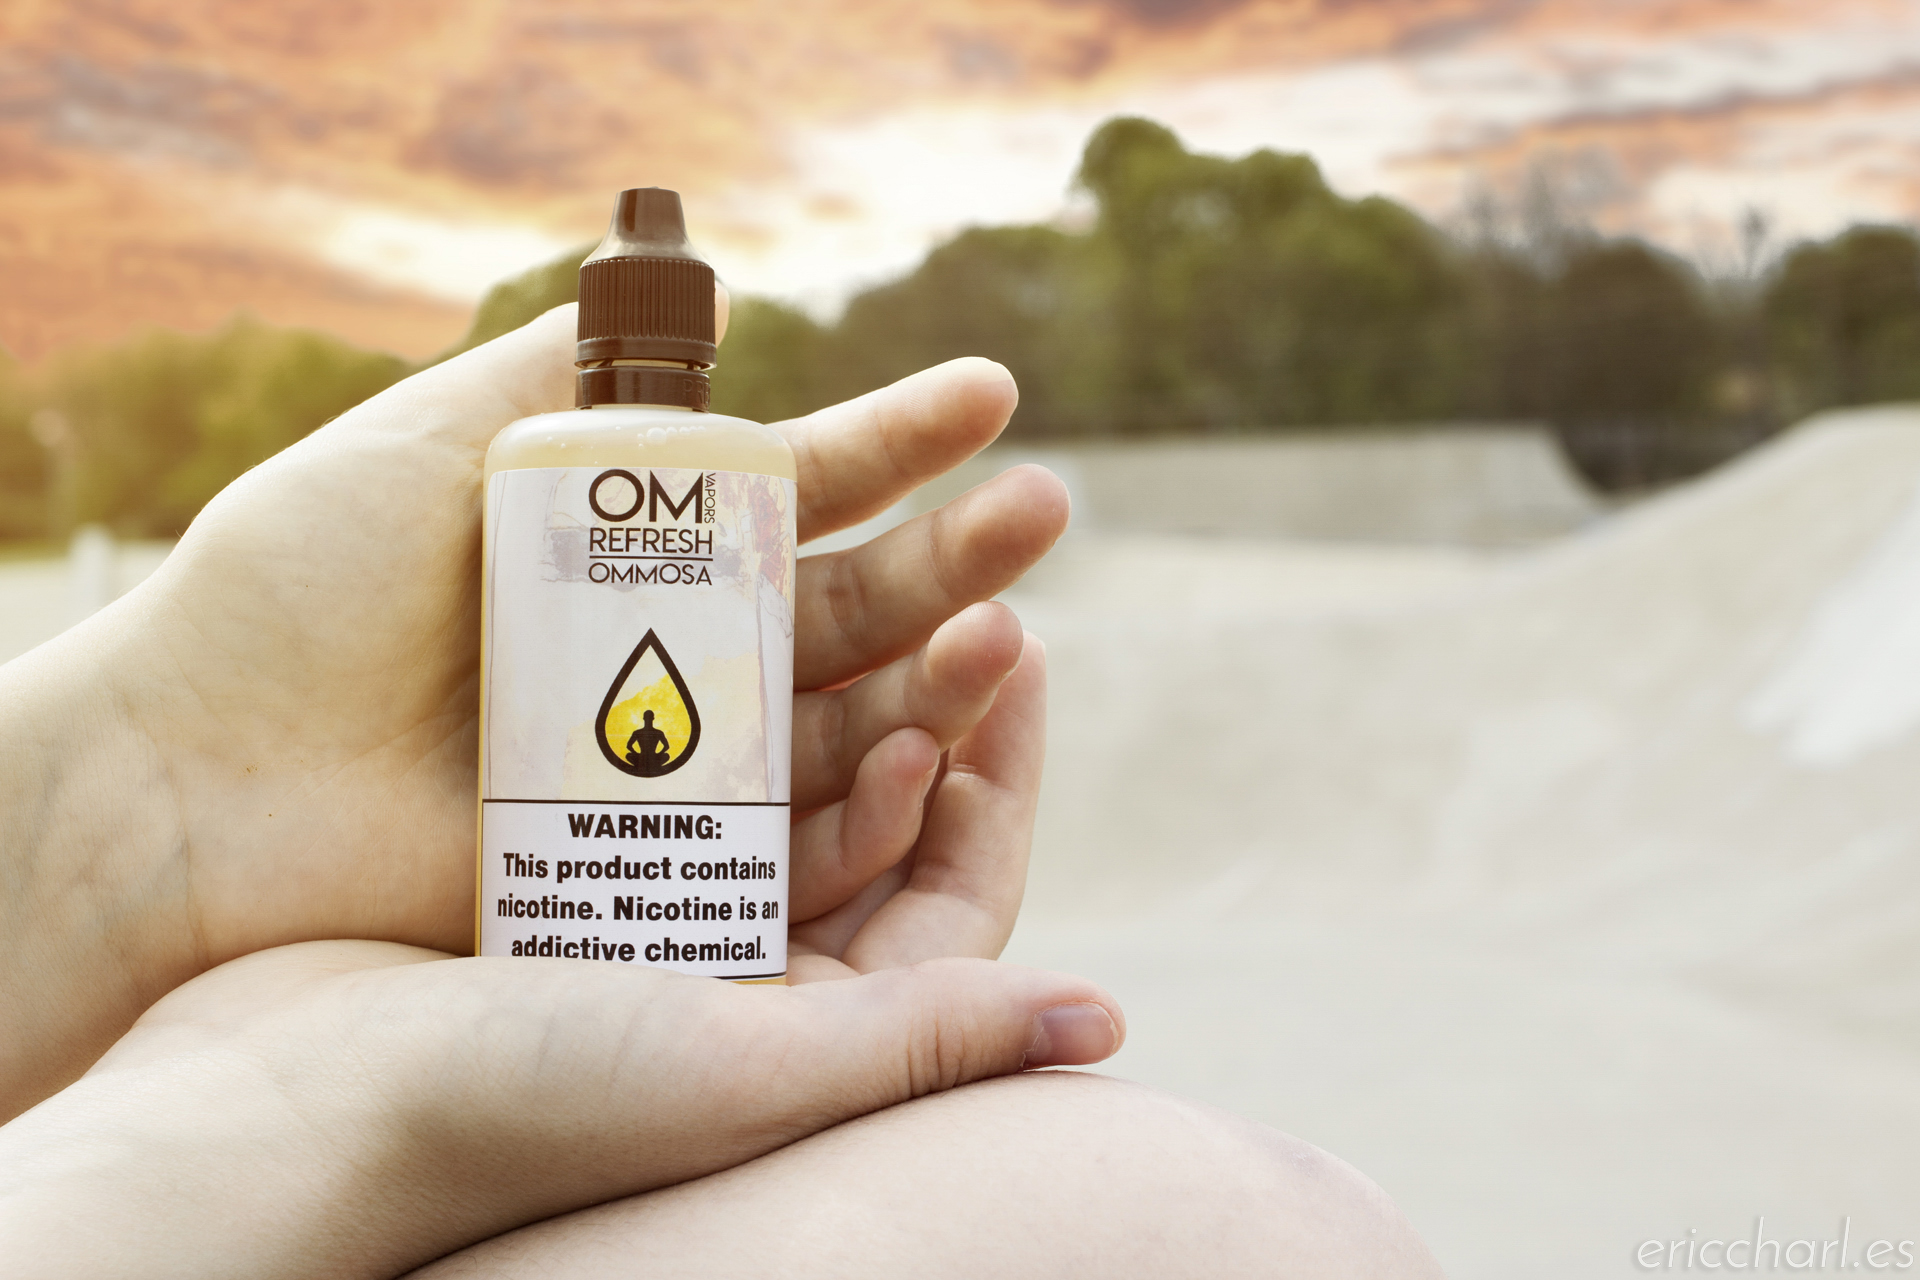 OM VAPORS
REFRESH
OMMOSA
WARNING:
This product contains
nicotine. Nicotine is an
addictive chemical.
ericcharl.es